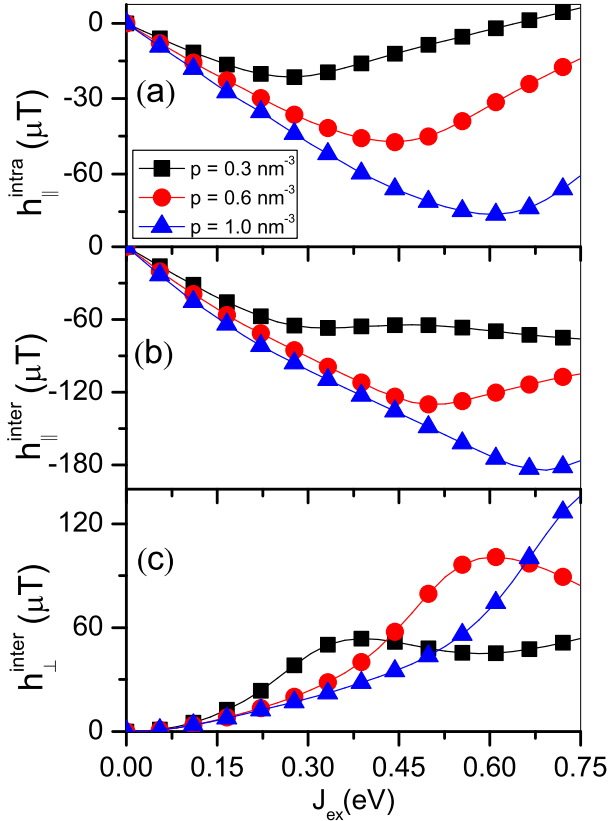 0
-30
-60
h∥^intra (μT)
(a)
p = 0.3 nm⁻³
p = 0.6 nm⁻³
p = 1.0 nm⁻³
0
-60
-120
-180
h∥^inter (μT)
(b)
120
60
0
h⊥^inter (μT)
(c)
0.00 0.15 0.30 0.45 0.60 0.75
J_ex(eV)